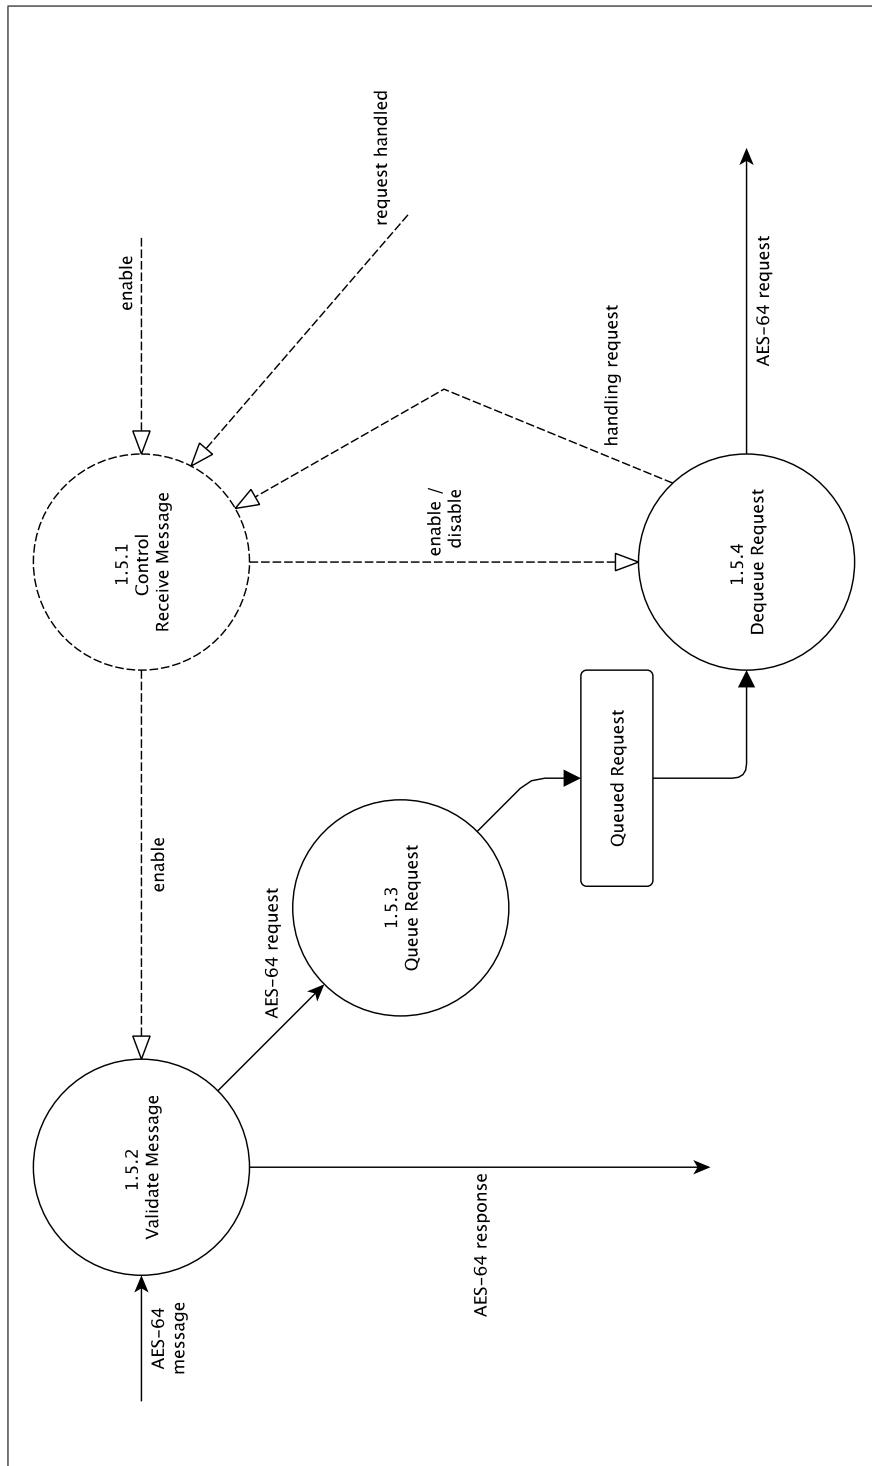 AES-64
message
1.5.2
Validate Message
AES-64 response
enable
AES-64 request
1.5.3
Queue Request
Queued Request
1.5.1
Control
Receive Message
enable /
disable
1.5.4
Dequeue Request
enable
request handled
handling request
AES-64 request